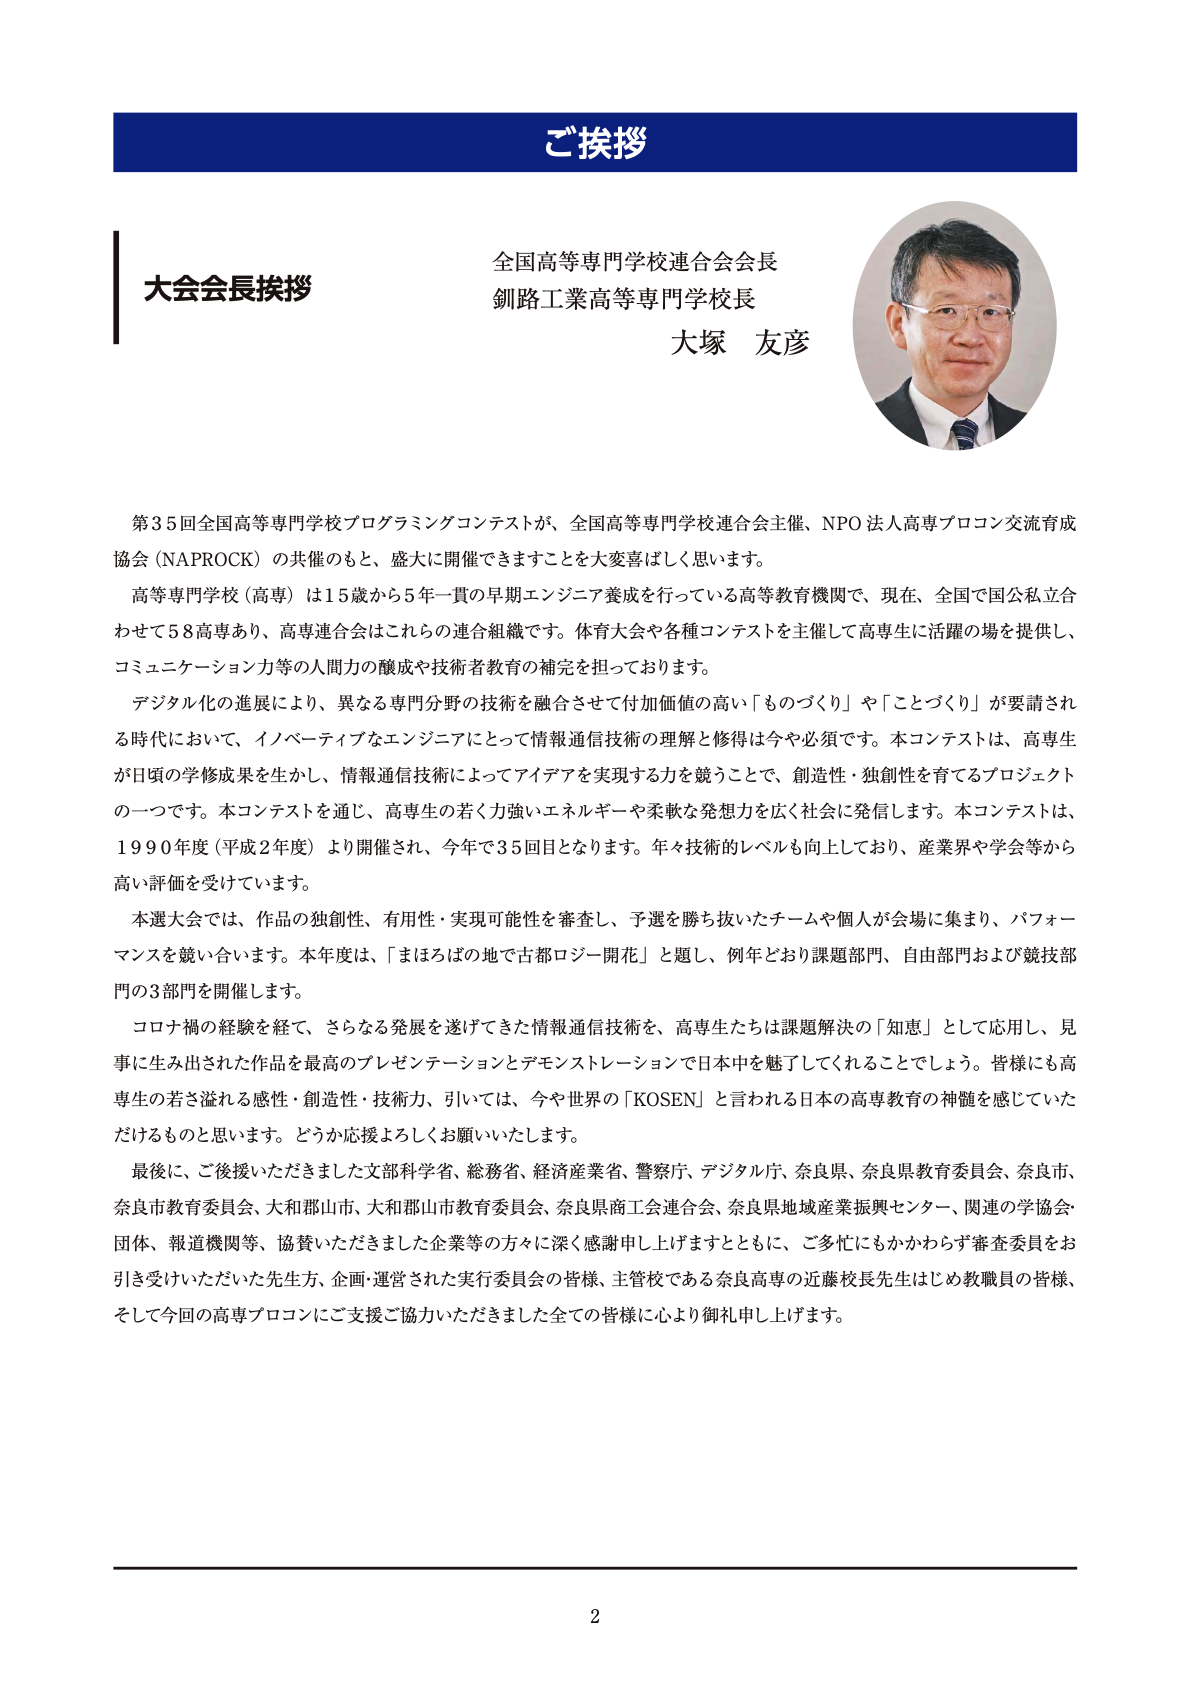 ご挨拶
大会会長挨拶
全国高等専門学校連合会会長
釧路工業高等専門学校長
大塚　友彦
第３５回全国高等専門学校プログラミングコンテストが、全国高等専門学校連合会主催、NPO 法人高専プロコン交流育成
協会（NAPROCK）の共催のもと、盛大に開催できますことを大変喜ばしく思います。
高等専門学校（高専）は１５歳から５年一貫の早期エンジニア養成を行っている高等教育機関で、現在、全国で国公私立合
わせて５８高専あり、高専連合会はこれらの連合組織です。体育大会や各種コンテストを主催して高専生に活躍の場を提供し、
コミュニケーション力等の人間力の醸成や技術者教育の補完を担っております。
デジタル化の進展により、異なる専門分野の技術を融合させて付加価値の高い「ものづくり」や「ことづくり」が要請され
る時代において、イノベーティブなエンジニアにとって情報通信技術の理解と修得は今や必須です。本コンテストは、高専生
が日頃の学修成果を生かし、情報通信技術によってアイデアを実現する力を競うことで、創造性・独創性を育てるプロジェクト
の一つです。本コンテストを通じ、高専生の若く力強いエネルギーや柔軟な発想力を広く社会に発信します。本コンテストは、
１９９０年度（平成２年度）より開催され、今年で３５回目となります。年々技術的レベルも向上しており、産業界や学会等から
高い評価を受けています。
本選大会では、作品の独創性、有用性・実現可能性を審査し、予選を勝ち抜いたチームや個人が会場に集まり、パフォー
マンスを競い合います。本年度は、「まほろばの地で古都ロジー開花」と題し、例年どおり課題部門、自由部門および競技部
門の３部門を開催します。
コロナ禍の経験を経て、さらなる発展を遂げてきた情報通信技術を、高専生たちは課題解決の「知恵」として応用し、見
事に生み出された作品を最高のプレゼンテーションとデモンストレーションで日本中を魅了してくれることでしょう。皆様にも高
専生の若さ溢れる感性・創造性・技術力、引いては、今や世界の「KOSEN」と言われる日本の高専教育の神髄を感じていた
だけるものと思います。どうか応援よろしくお願いいたします。
最後に、ご後援いただきました文部科学省、総務省、経済産業省、警察庁、デジタル庁、奈良県、奈良県教育委員会、奈良市、
奈良市教育委員会、大和郡山市、大和郡山市教育委員会、奈良県商工会連合会、奈良県地域産業振興センター、関連の学協会・
団体、報道機関等、協賛いただきました企業等の方々に深く感謝申し上げますとともに、ご多忙にもかかわらず審査委員をお
引き受けいただいた先生方、企画・運営された実行委員会の皆様、主管校である奈良高専の近藤校長先生はじめ教職員の皆様、
そして今回の高専プロコンにご支援ご協力いただきました全ての皆様に心より御礼申し上げます。
2